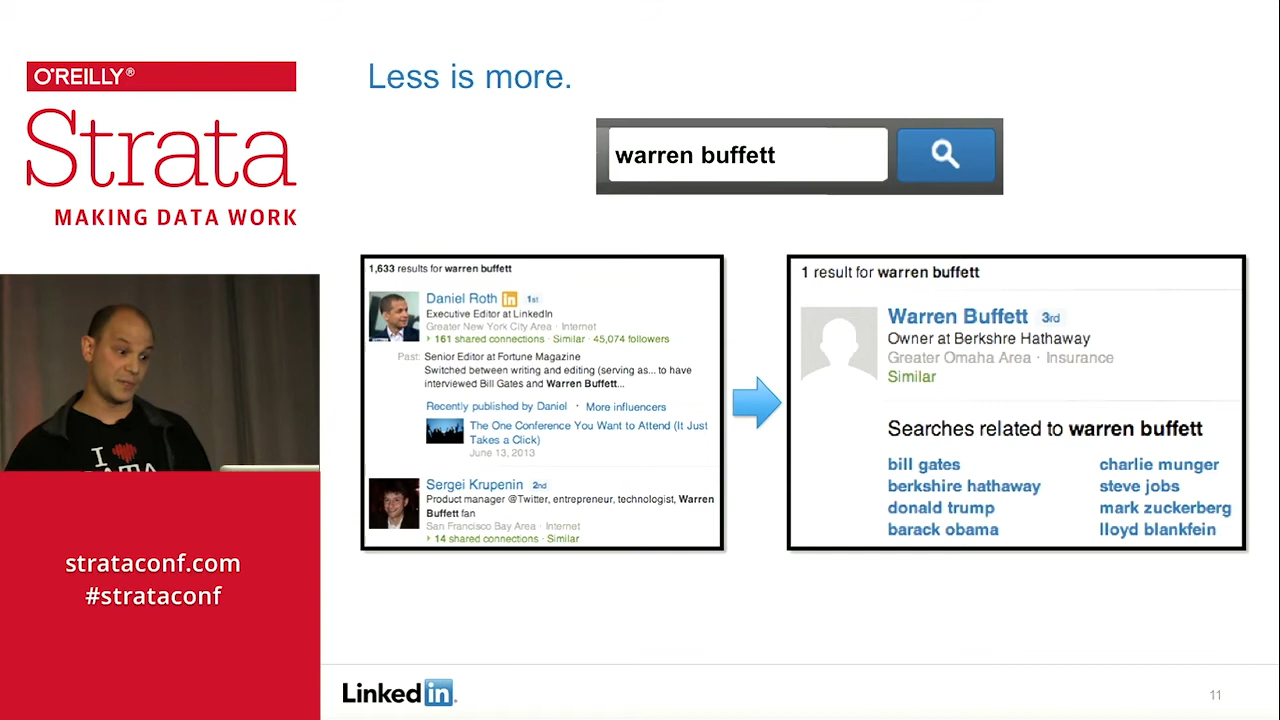 O'REILLY®
Strata
MAKING DATA WORK
I
DATA
strataconf.com
#strataconf
Less is more.
warren buffett
1,633 results for warren buffett
Daniel Roth in 1st
Executive Editor at LinkedIn
Greater New York City Area · Internet
161 shared connections · Similar · 45,074 followers
Past: Senior Editor at Fortune Magazine
Switched between writing and editing (serving as... to have
interviewed Bill Gates and Warren Buffett...
Recently published by Daniel · More influencers
The One Conference You Want to Attend (It Just
Takes a Click)
June 13, 2013
Sergei Krupenin 2nd
Product manager @Twitter, entrepreneur, technologist, Warren
Buffett fan
San Francisco Bay Area · Internet
14 shared connections · Similar
1 result for warren buffett
Warren Buffett 3rd
Owner at Berkshre Hathaway
Greater Omaha Area · Insurance
Similar
Searches related to warren buffett
bill gates charlie munger
berkshire hathaway steve jobs
donald trump mark zuckerberg
barack obama lloyd blankfein
Linked in
11